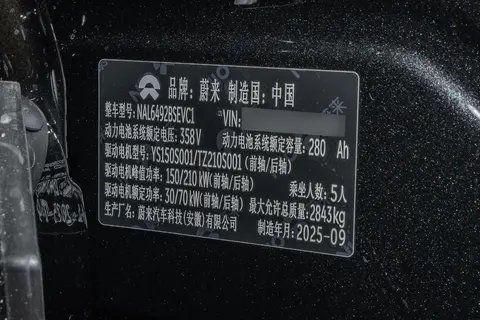 品牌: 蔚来 制造国: 中国
整车型号: NAL6492BSEVC1 VIN:
动力电池系统额定电压: 358V 动力电池系统额定容量: 280 Ah
驱动电机型号: YS150S001/TZ210S001 (前轴/后轴)
驱动电机峰值功率: 150/210 kW(前轴/后轴) 乘坐人数: 5人
驱动电机额定功率: 30/70 kW(前轴/后轴) 最大允许总质量: 2843kg
生产厂名: 蔚来汽车科技(安徽)有限公司 制造年月: 2025-09